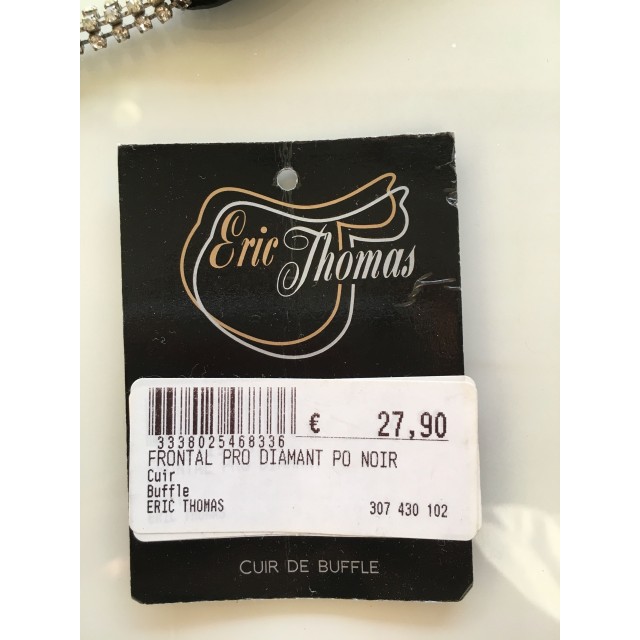 Eric Thomas
€ 27,90
3338025468336
FRONTAL PRO DIAMANT PO NOIR
Cuir
Buffle
ERIC THOMAS 307 430 102
CUIR DE BUFFLE